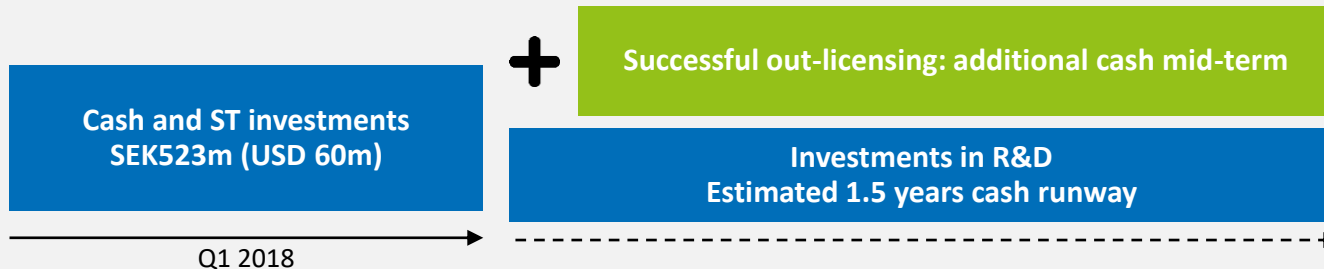 Successful out-licensing: additional cash mid-term
Cash and ST investments
SEK523m (USD 60m)
Investments in R&D
Estimated 1.5 years cash runway
Q1 2018